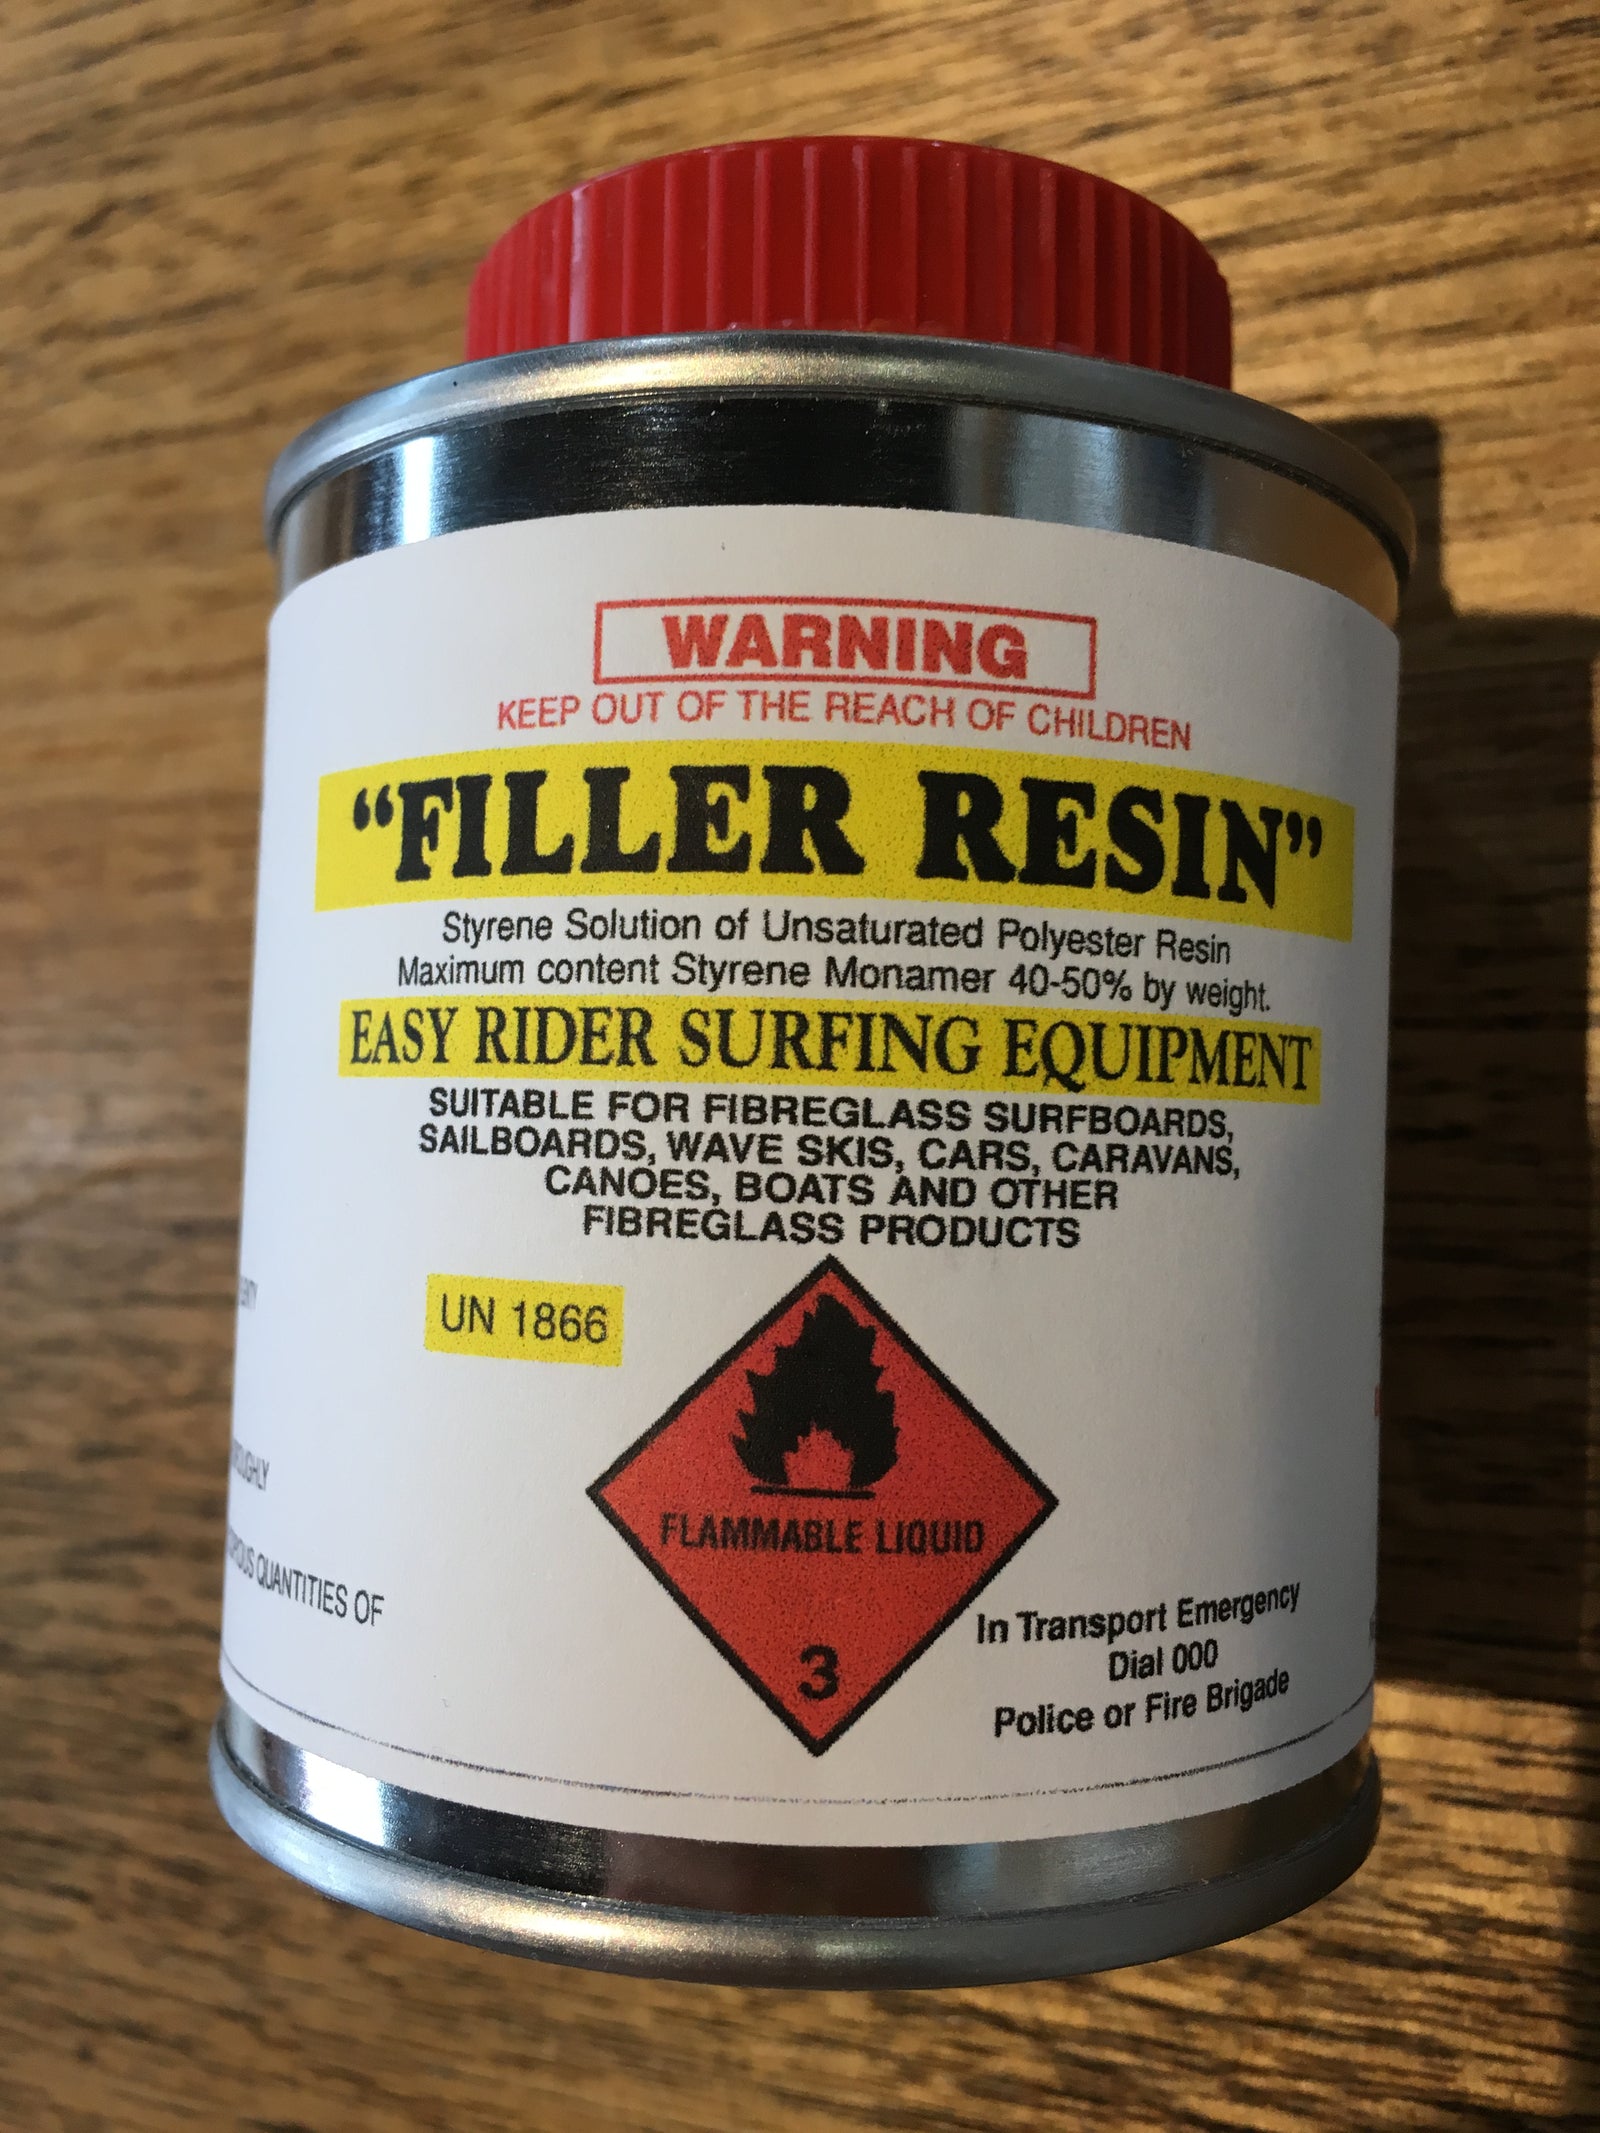 WARNING
KEEP OUT OF THE REACH OF CHILDREN
“FILLER RESIN”
Styrene Solution of Unsaturated Polyester Resin
Maximum content Styrene Monamer 40-50% by weight.
EASY RIDER SURFING EQUIPMENT
SUITABLE FOR FIBREGLASS SURFBOARDS,
SAILBOARDS, WAVE SKIS, CARS, CARAVANS,
CANOES, BOATS AND OTHER
FIBREGLASS PRODUCTS
UN 1866
FLAMMABLE LIQUID
3
QUANTITIES OF
In Transport Emergency
Dial 000
Police or Fire Brigade